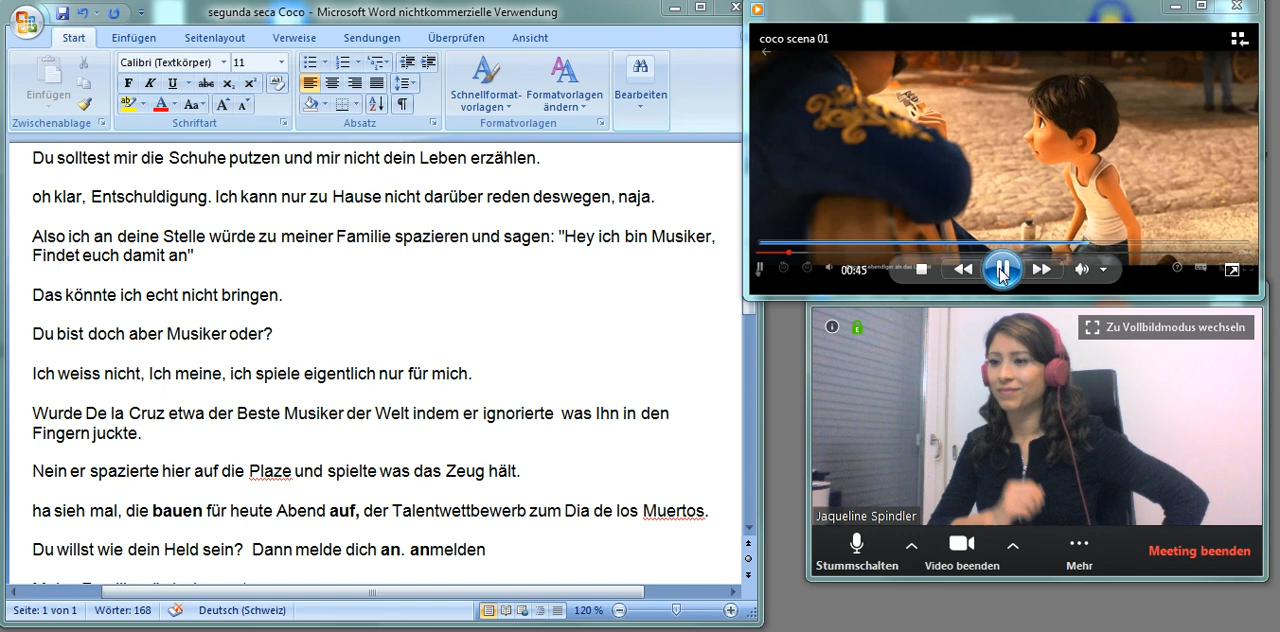 segunda seca Coco - Microsoft Word nichtkommerzielle Verwendung
Start Einfügen Seitenlayout Verweise Sendungen Überprüfen Ansicht
Einfügen
Calibri (Textkörper) 11
F K U abc x₂ x²
ab A Aa A A
Schnellformat-
vorlagen
Formatvorlagen
ändern
Bearbeiten
Zwischenablage Schriftart Absatz Formatvorlagen
Du solltest mir die Schuhe putzen und mir nicht dein Leben erzählen.
oh klar, Entschuldigung. Ich kann nur zu Hause nicht darüber reden deswegen, naja.
Also ich an deine Stelle würde zu meiner Familie spazieren und sagen: "Hey ich bin Musiker,
Findet euch damit an"
Das könnte ich echt nicht bringen.
Du bist doch aber Musiker oder?
Ich weiss nicht, Ich meine, ich spiele eigentlich nur für mich.
Wurde De la Cruz etwa der Beste Musiker der Welt indem er ignorierte was Ihn in den
Fingern juckte.
Nein er spazierte hier auf die Plaze und spielte was das Zeug hält.
ha sieh mal, die bauen für heute Abend auf, der Talentwettbewerb zum Dia de los Muertos.
Du willst wie dein Held sein? Dann melde dich an. anmelden
Seite: 1 von 1 Wörter: 168 Deutsch (Schweiz) 120 %
coco scena 01
00:45
Zu Vollbildmodus wechseln
Jaqueline Spindler
Stummschalten Video beenden Mehr Meeting beenden